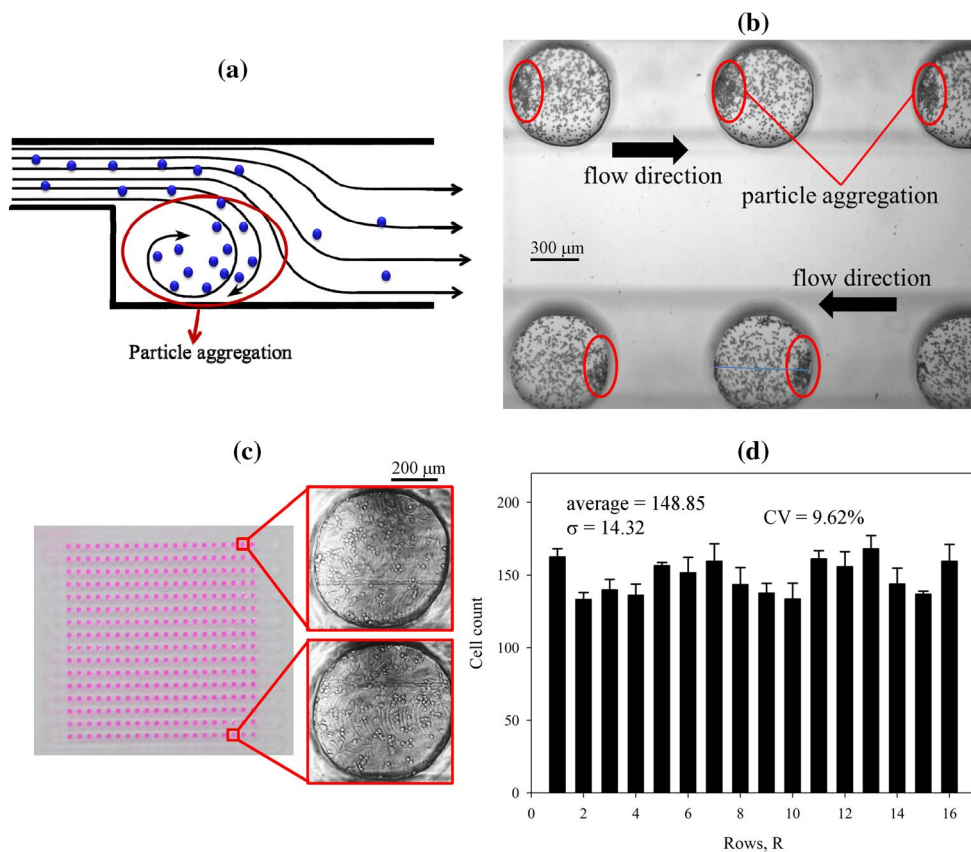 (a)
Particle aggregation
(b)
flow direction
particle aggregation
300 μm
flow direction
(c)
200 μm
(d)
average = 148.85
σ = 14.32
CV = 9.62%
200
150
100
50
0
Cell count
0 2 4 6 8 10 12 14 16
Rows, R